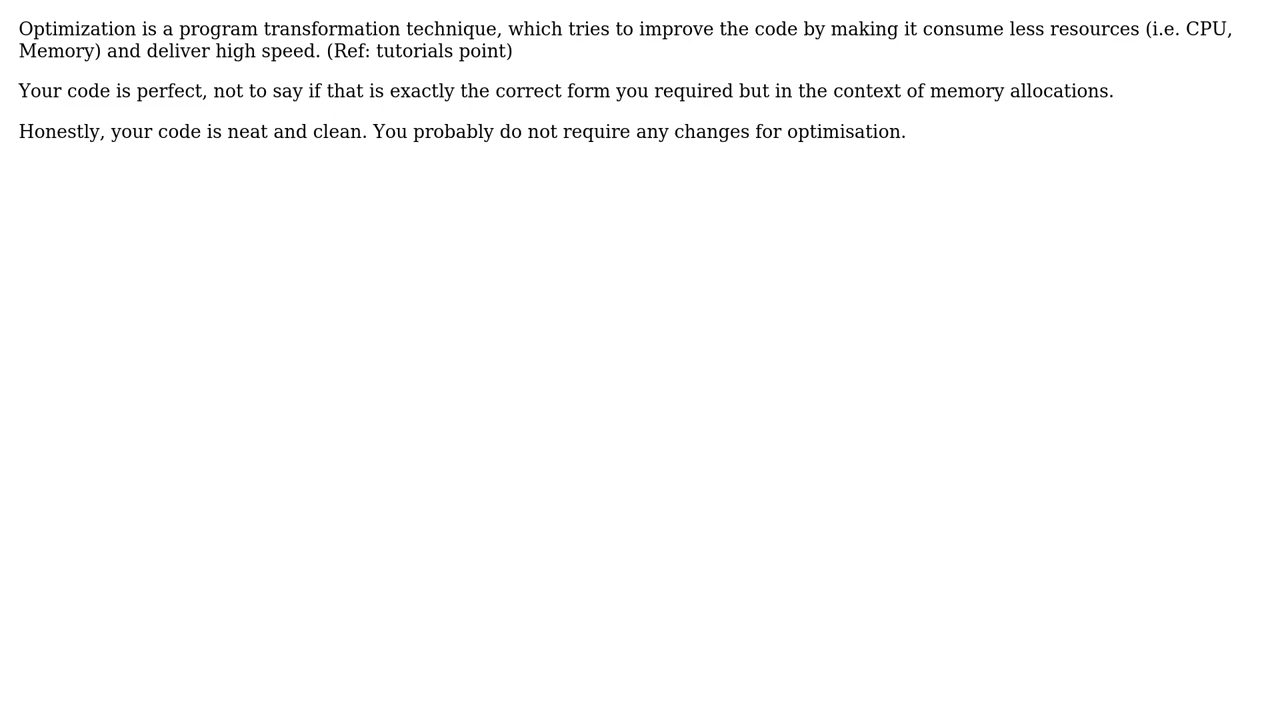 Optimization is a program transformation technique, which tries to improve the code by making it consume less resources (i.e. CPU,
Memory) and deliver high speed. (Ref: tutorials point)
Your code is perfect, not to say if that is exactly the correct form you required but in the context of memory allocations.
Honestly, your code is neat and clean. You probably do not require any changes for optimisation.